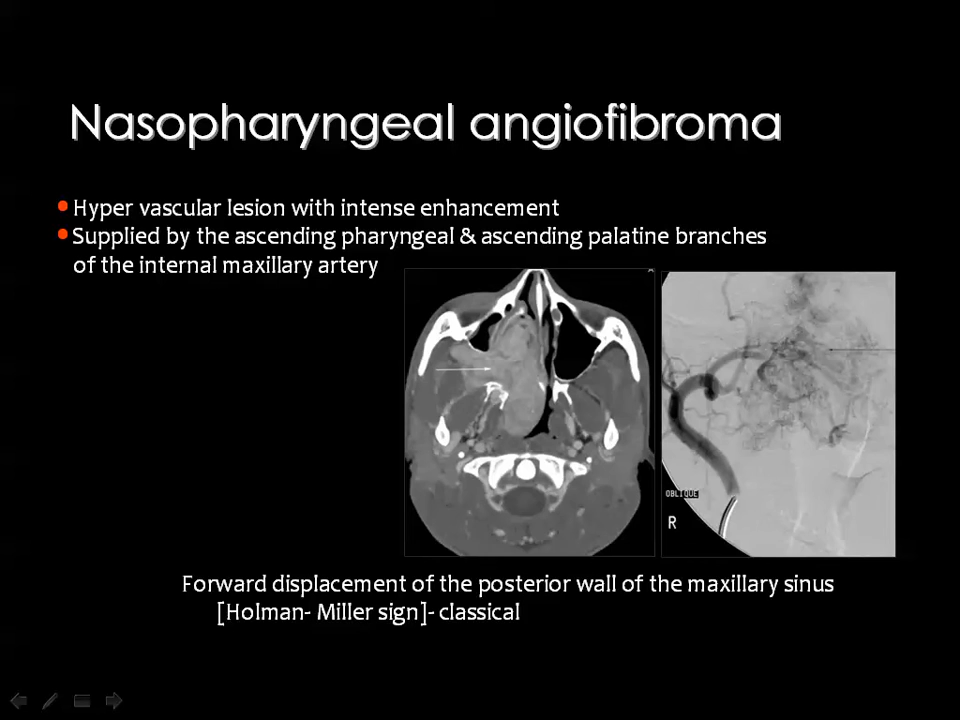 Nasopharyngeal angiofibroma
Hyper vascular lesion with intense enhancement
Supplied by the ascending pharyngeal & ascending palatine branches
of the internal maxillary artery
OBLIQUE
R
Forward displacement of the posterior wall of the maxillary sinus
[Holman- Miller sign]- classical